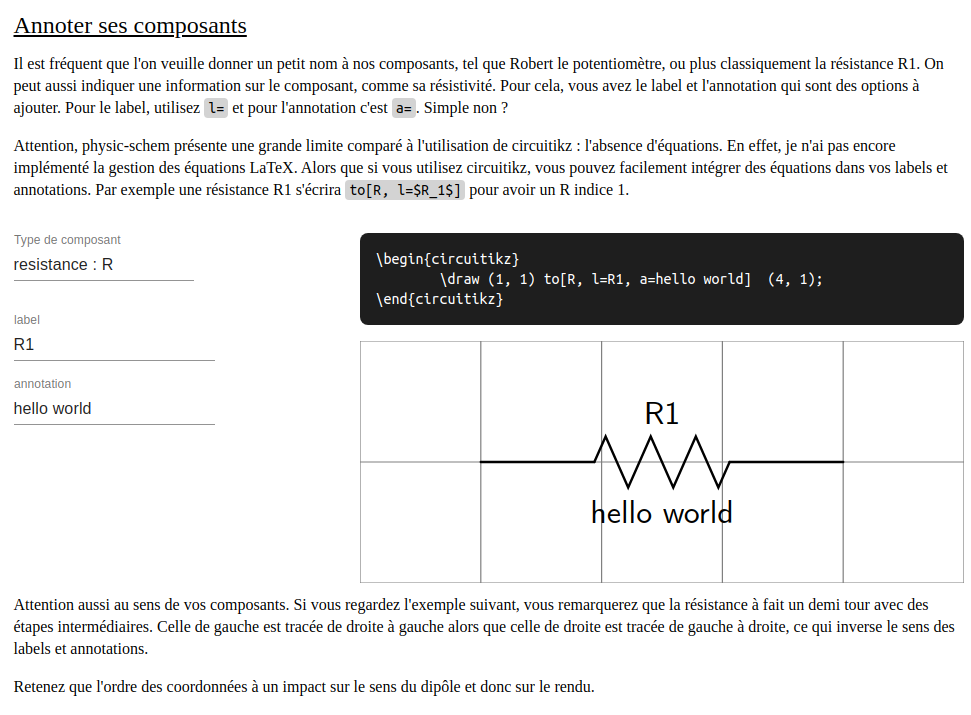 Annoter ses composants
Il est fréquent que l'on veuille donner un petit nom à nos composants, tel que Robert le potentiomètre, ou plus classiquement la résistance R1. On
peut aussi indiquer une information sur le composant, comme sa résistivité. Pour cela, vous avez le label et l'annotation qui sont des options à
ajouter. Pour le label, utilisez l= et pour l'annotation c'est a=. Simple non ?
Attention, physic-schem présente une grande limite comparé à l'utilisation de circuitikz : l'absence d'équations. En effet, je n'ai pas encore
implémenté la gestion des équations LaTeX. Alors que si vous utilisez circuitikz, vous pouvez facilement intégrer des équations dans vos labels et
annotations. Par exemple une résistance R1 s'écrira to[R, l=$R_1$] pour avoir un R indice 1.
Type de composant
resistance : R
label
R1
annotation
hello world
\begin{circuitikz}
\draw (1, 1) to[R, l=R1, a=hello world]  (4, 1);
\end{circuitikz}
R1
hello world
Attention aussi au sens de vos composants. Si vous regardez l'exemple suivant, vous remarquerez que la résistance à fait un demi tour avec des
étapes intermédiaires. Celle de gauche est tracée de droite à gauche alors que celle de droite est tracée de gauche à droite, ce qui inverse le sens des
labels et annotations.
Retenez que l'ordre des coordonnées à un impact sur le sens du dipôle et donc sur le rendu.